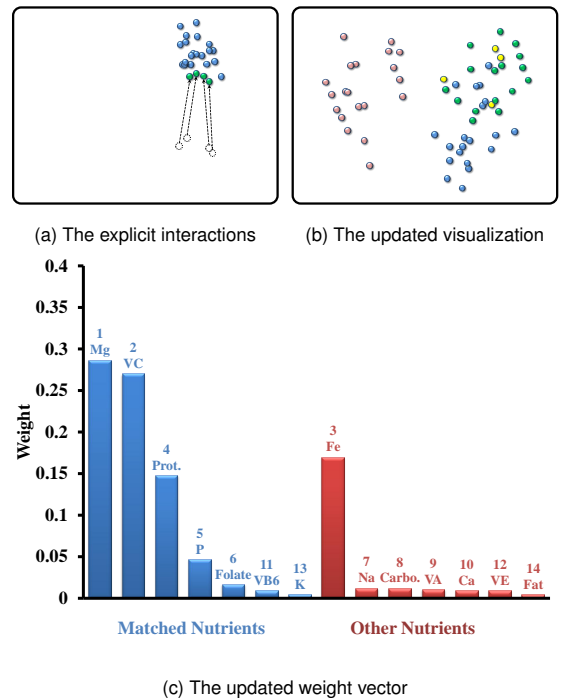 (a) The explicit interactions
(b) The updated visualization
0.4
0.35
0.3
0.25
0.2
0.15
0.1
0.05
0
Weight
1
Mg
2
VC
4
Prot.
5
P
6
Folate
11
VB6
13
K
3
Fe
7
Na
8
Carbo.
9
VA
10
Ca
12
VE
14
Fat
Matched Nutrients
Other Nutrients
(c) The updated weight vector